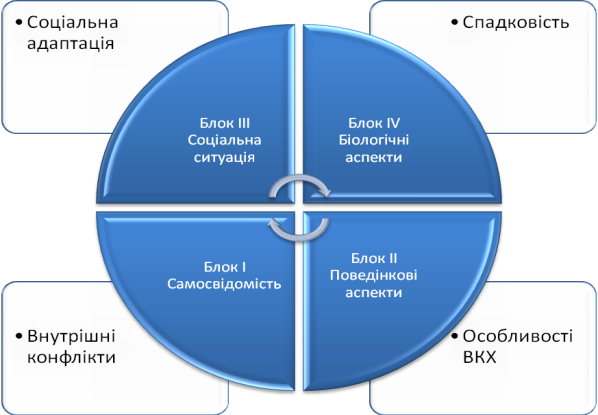 • Соціальна
адаптація
• Спадковість
Блок III
Соціальна
ситуація
Блок IV
Біологічні
аспекти
Блок I
Самосвідомість
Блок II
Поведінкові
аспекти
• Внутрішні
конфлікти
• Особливості
ВКХ